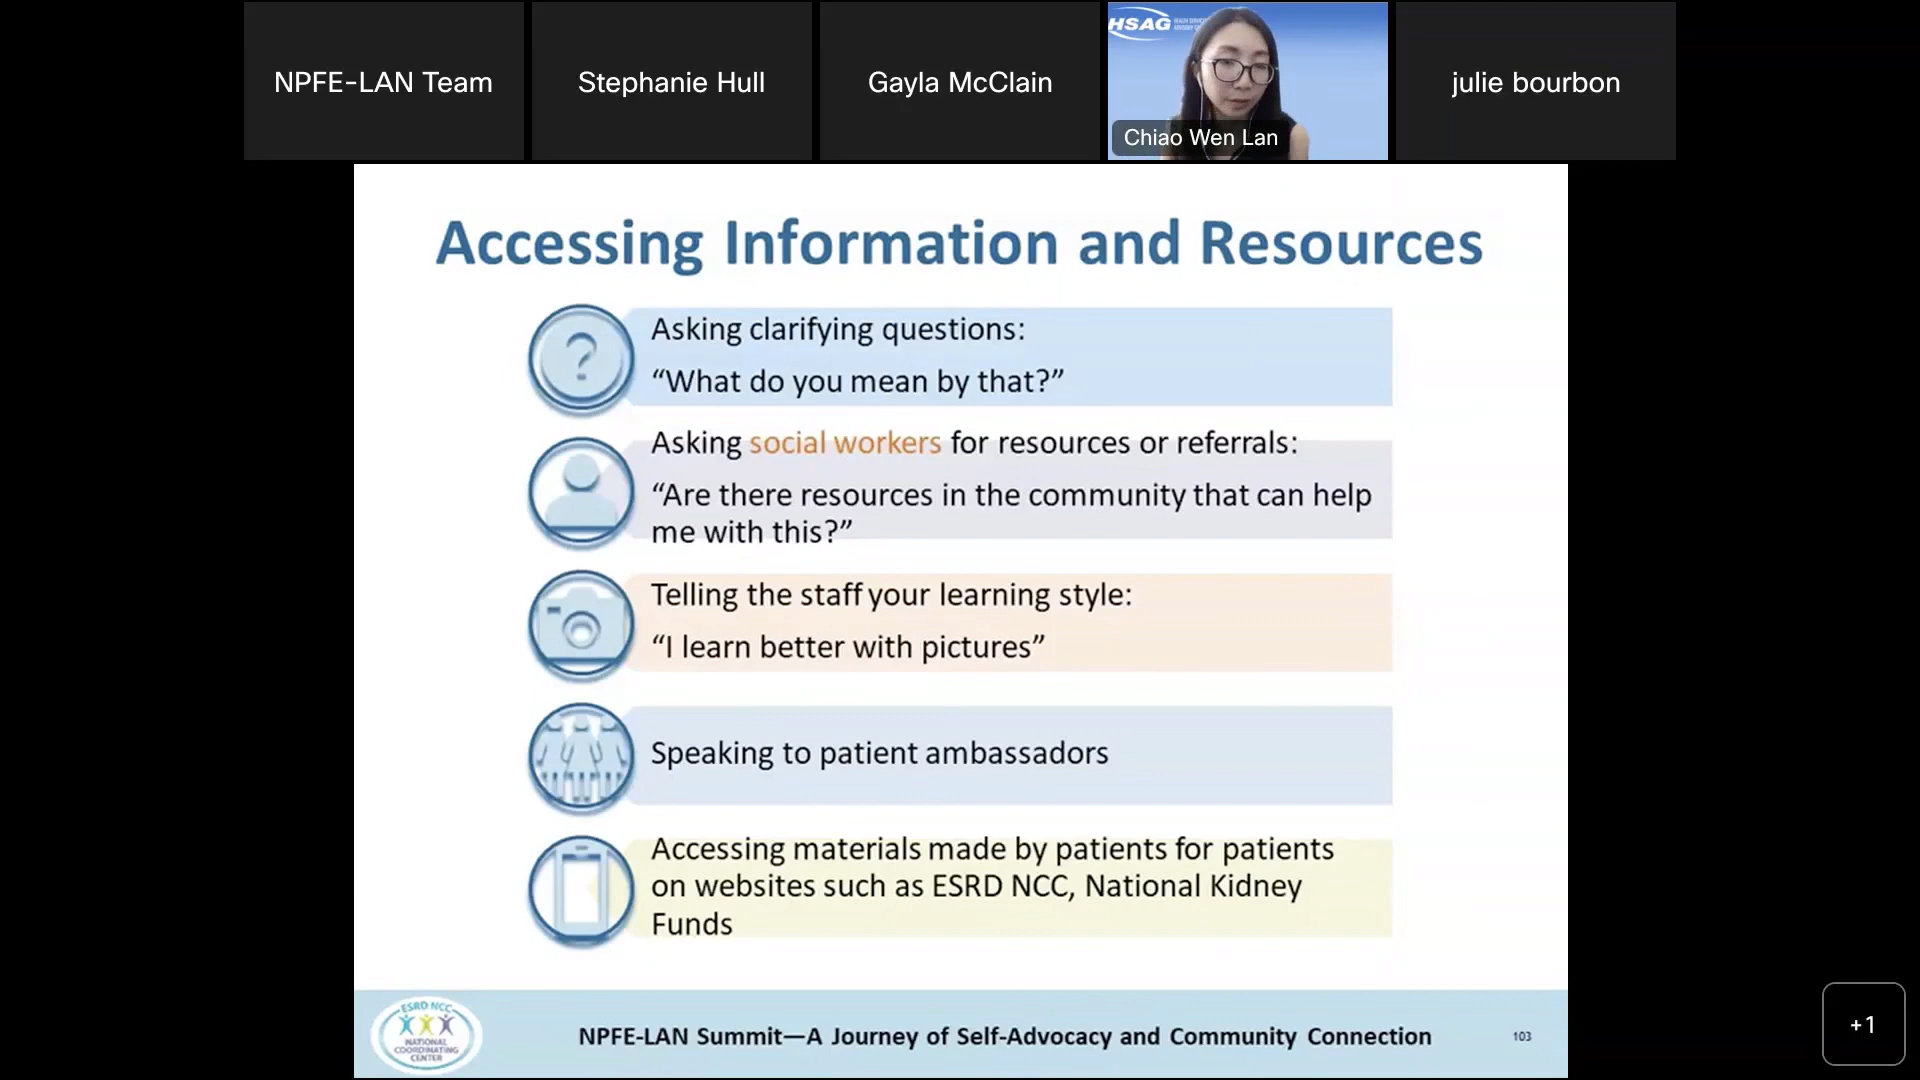 NPFE-LAN Team
Stephanie Hull
Gayla McClain
HSAG
Chiao Wen Lan
julie bourbon
Accessing Information and Resources
?
Asking clarifying questions:
“What do you mean by that?”
Asking social workers for resources or referrals:
“Are there resources in the community that can help
me with this?”
Telling the staff your learning style:
“I learn better with pictures”
Speaking to patient ambassadors
Accessing materials made by patients for patients
on websites such as ESRD NCC, National Kidney
Funds
ESRD NCC
NATIONAL
COORDINATING
CENTER
NPFE-LAN Summit—A Journey of Self-Advocacy and Community Connection
103
+1